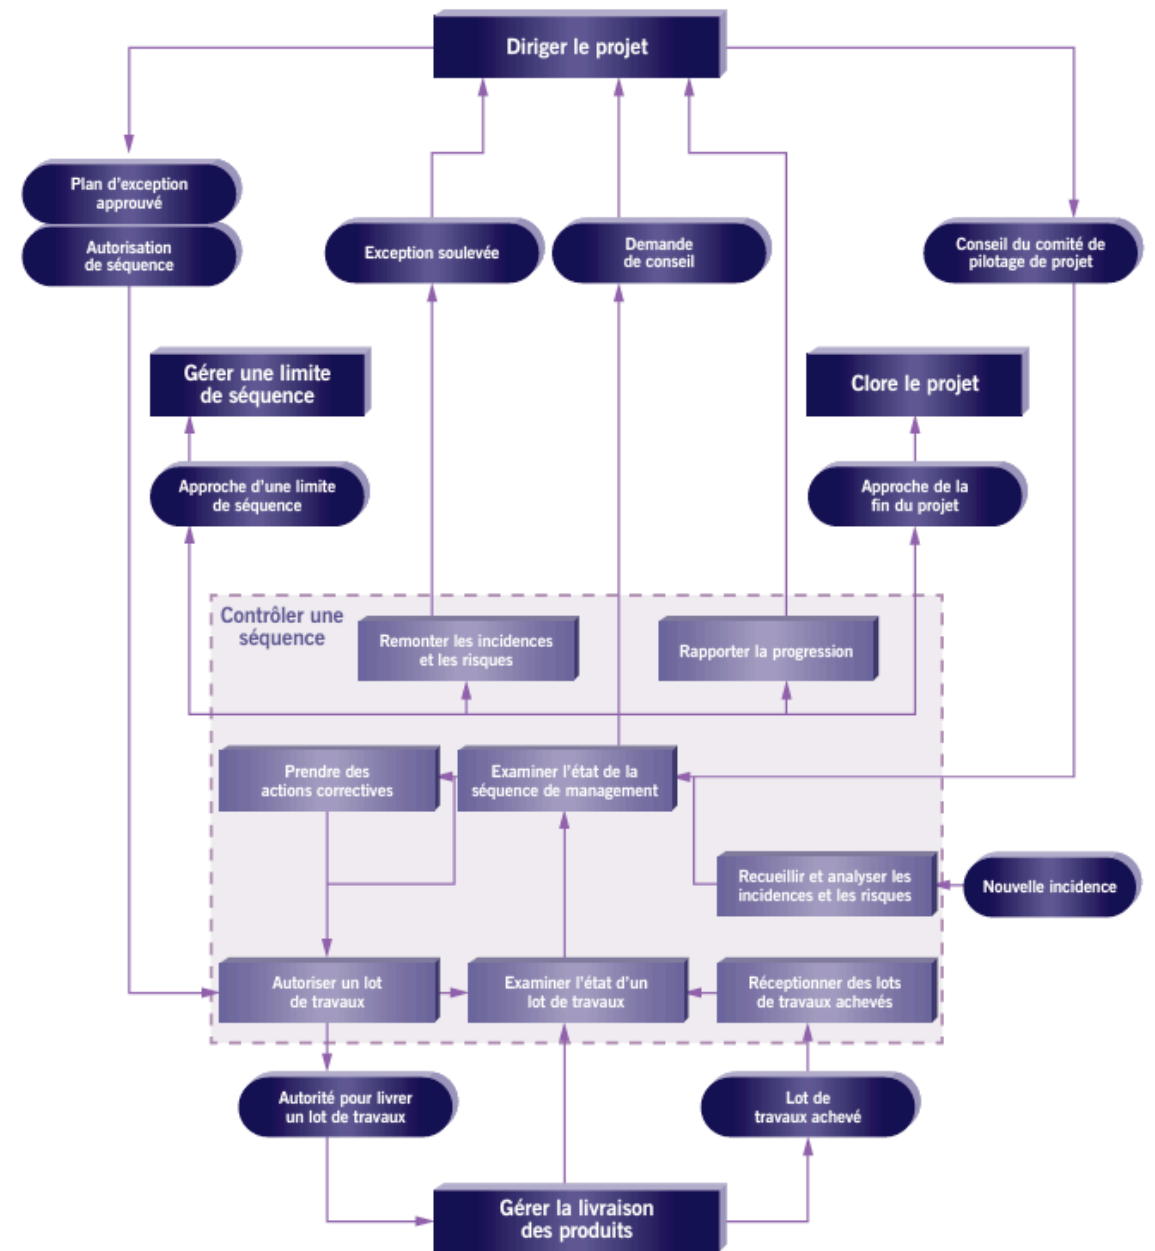 Diriger le projet
Plan d'exception
approuvé
Autorisation
de séquence
Exception soulevée
Demande
de conseil
Conseil du comité de
pilotage de projet
Gérer une limite
de séquence
Clore le projet
Approche d'une limite
de séquence
Approche de la
fin du projet
Contrôler une
séquence
Remonter les incidences
et les risques
Rapporter la progression
Prendre des
actions correctives
Examiner l'état de la
séquence de management
Recueillir et analyser les
incidences et les risques
Nouvelle incidence
Autoriser un lot
de travaux
Examiner l'état d'un
lot de travaux
Réceptionner des lots
de travaux achevés
Autorité pour livrer
un lot de travaux
Lot de
travaux achevé
Gérer la livraison
des produits